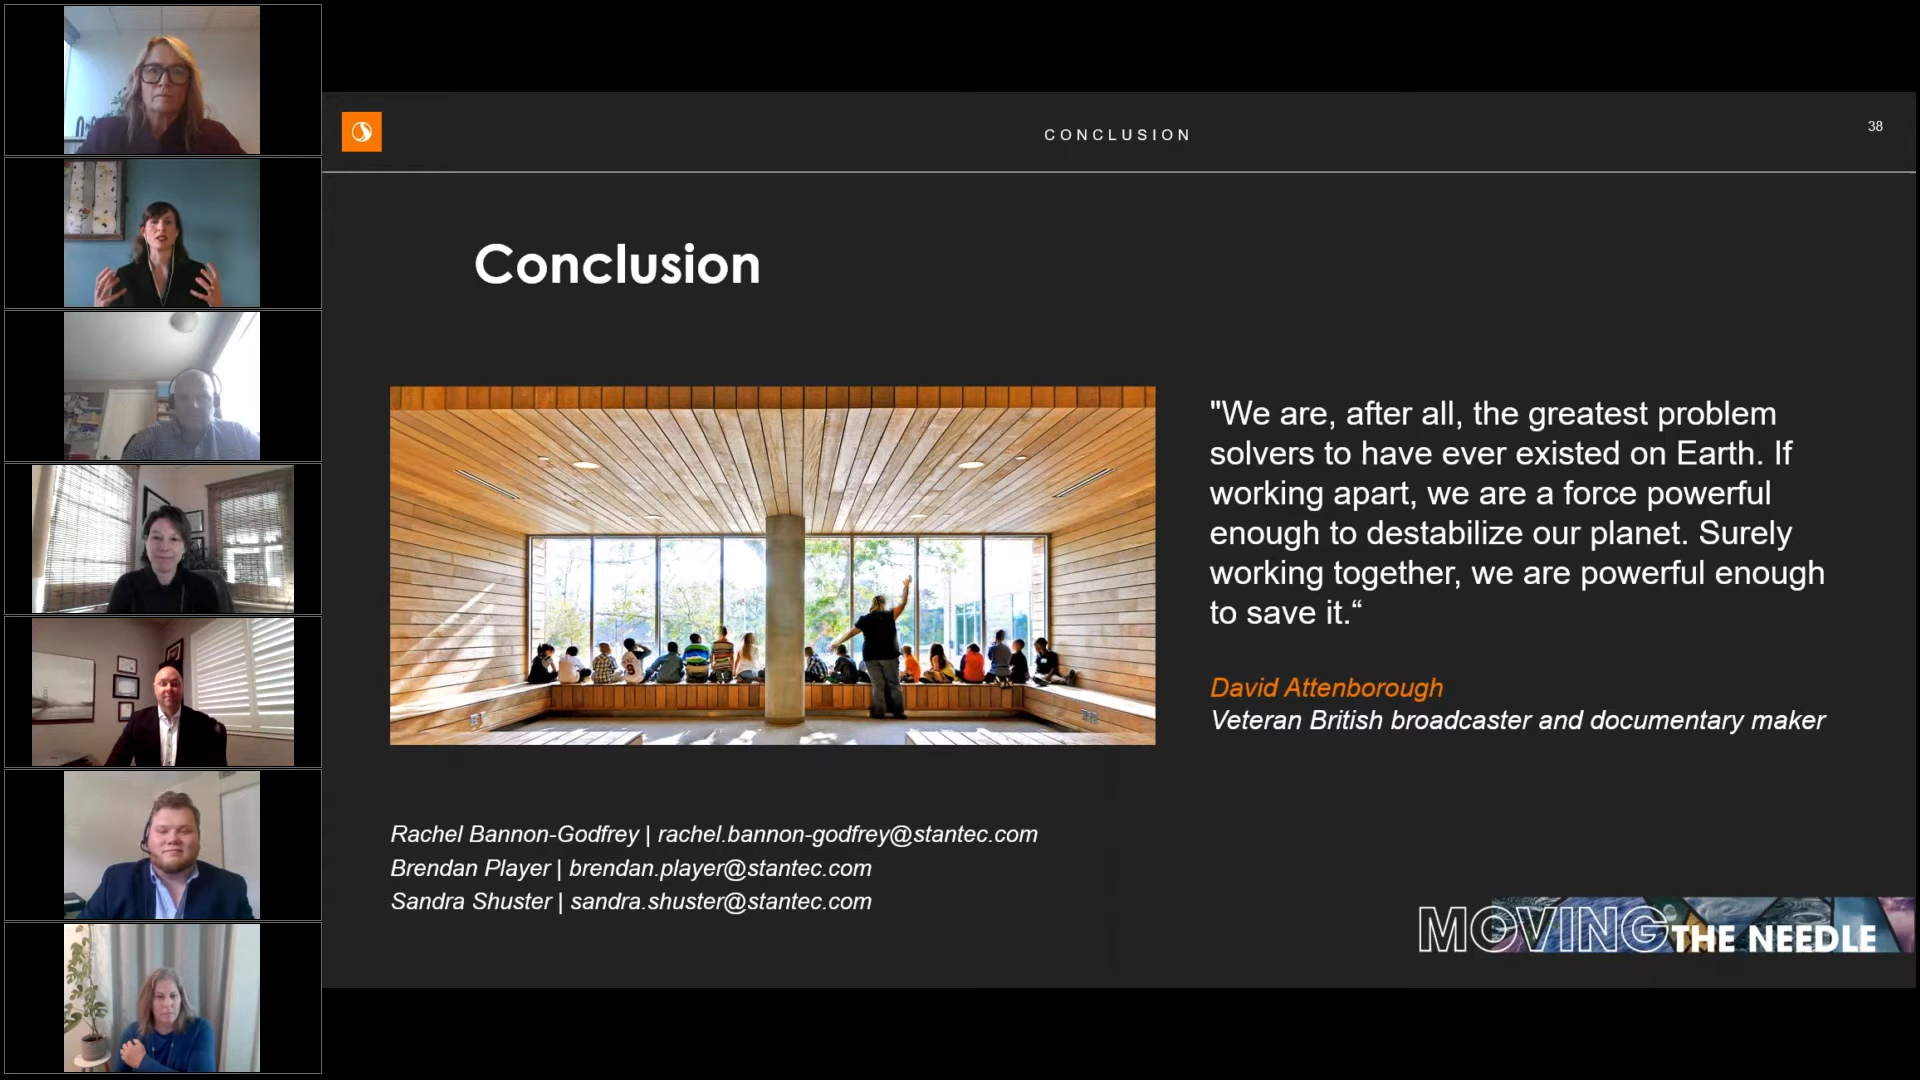 CONCLUSION
38
Conclusion
"We are, after all, the greatest problem
solvers to have ever existed on Earth. If
working apart, we are a force powerful
enough to destabilize our planet. Surely
working together, we are powerful enough
to save it.“
David Attenborough
Veteran British broadcaster and documentary maker
Rachel Bannon-Godfrey | rachel.bannon-godfrey@stantec.com
Brendan Player | brendan.player@stantec.com
Sandra Shuster | sandra.shuster@stantec.com
MOVING THE NEEDLE